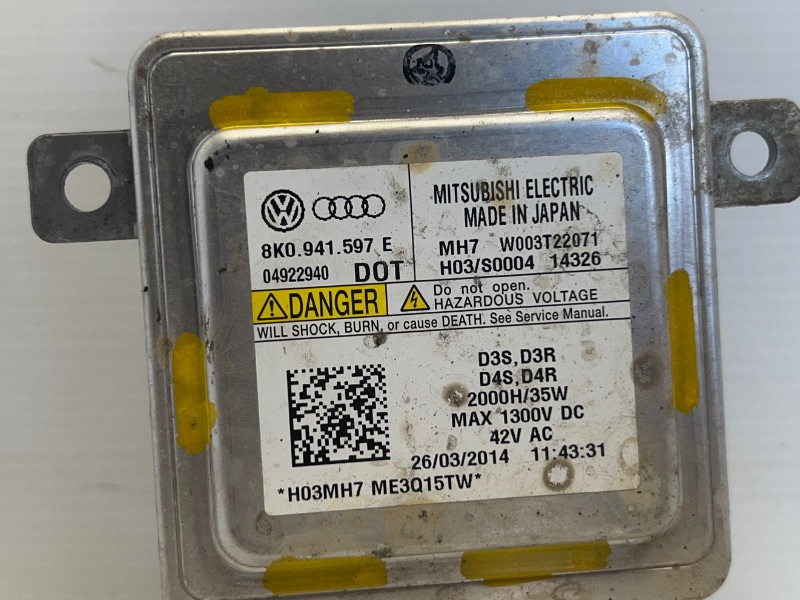 8K0.941.597 E
04922940 DOT
MITSUBISHI ELECTRIC
MADE IN JAPAN
MH7 W003T22071
H03/S0004 14326
DANGER
Do not open.
HAZARDOUS VOLTAGE
WILL SHOCK, BURN, or cause DEATH. See Service Manual.
D3S,D3R
D4S,D4R
2000H/35W
MAX 1300V DC
42V AC
26/03/2014 11:43:31
*H03MH7 ME3Q15TW*